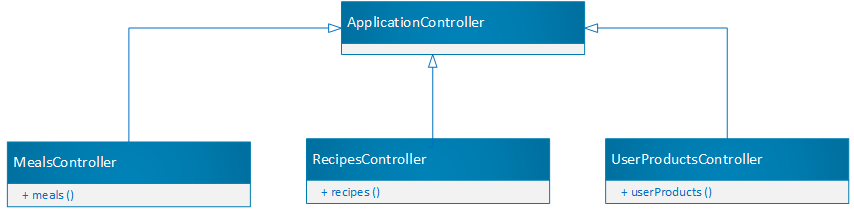 ApplicationController
MealsController
+ meals ()
RecipesController
+ recipes ()
UserProductsController
+ userProducts ()